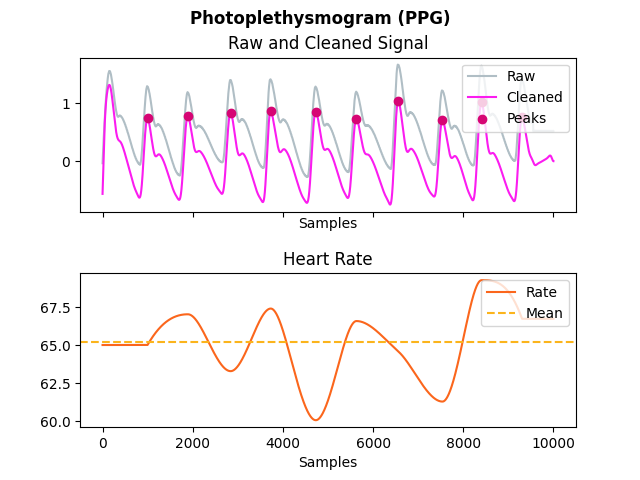 Photoplethysmogram (PPG)
Raw and Cleaned Signal
1
0
Raw
Cleaned
Peaks
Samples
Heart Rate
67.5
65.0
62.5
60.0
Rate
Mean
0 2000 4000 6000 8000 10000
Samples